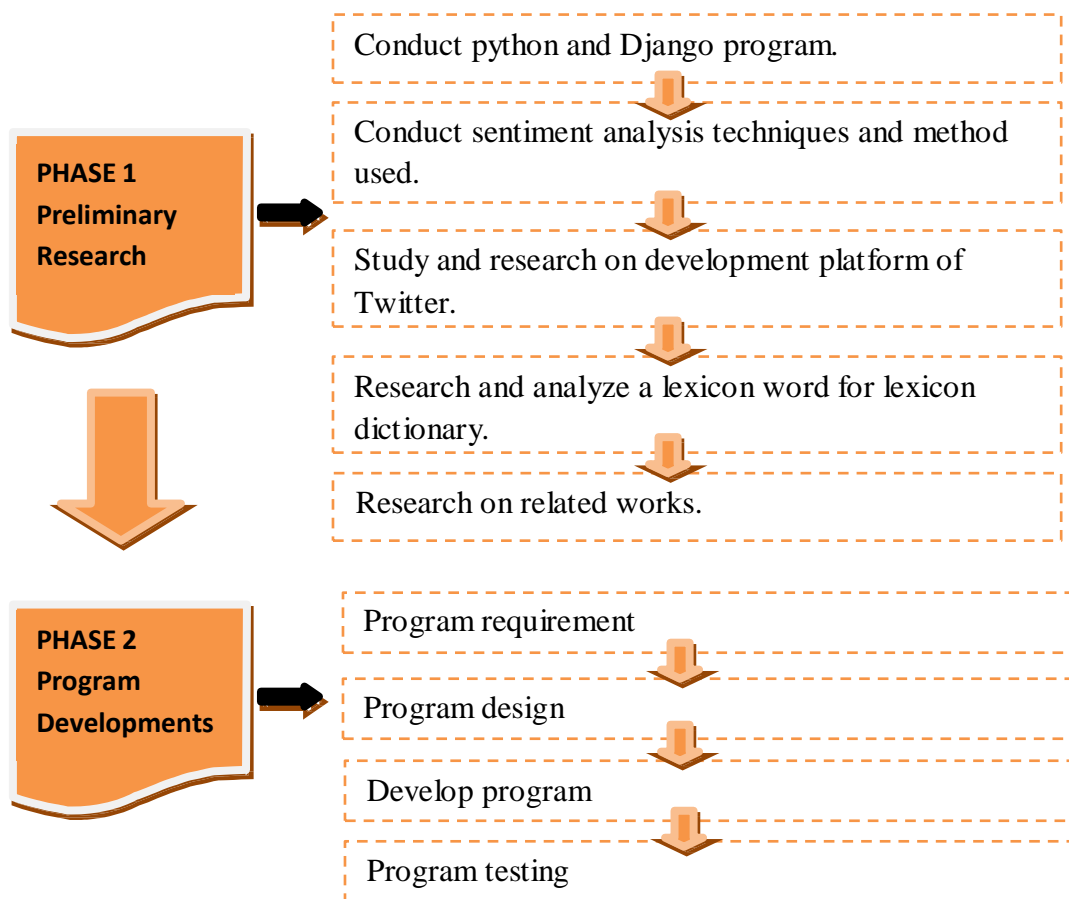 Conduct python and Django program.
Conduct sentiment analysis techniques and method
used.
PHASE 1
Preliminary
Research
Study and research on development platform of
Twitter.
Research and analyze a lexicon word for lexicon
dictionary.
Research on related works.
PHASE 2
Program
Developments
Program requirement
Program design
Develop program
Program testing